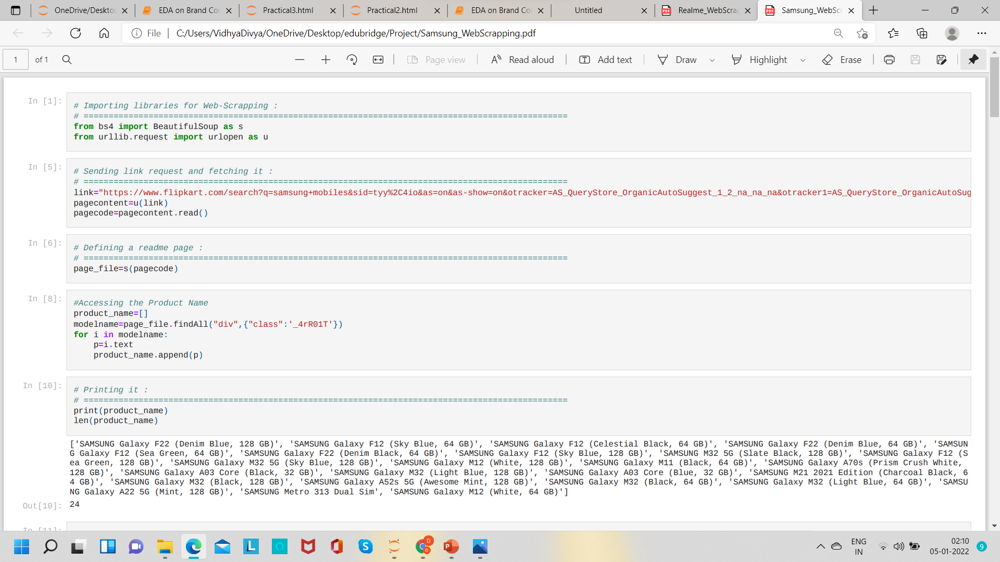 OneDrive/Deskto
EDA on Brand Co
Practical3.html
Practical2.html
EDA on Brand Co
Untitled
Realme_WebScra
Samsung_WebSc
File
C:/Users/VidhyaDivya/OneDrive/Desktop/edubridge/Project/Samsung_WebScrapping.pdf
1 of 1
Page view
Read aloud
Add text
Draw
Highlight
Erase
In [1]:
# Importing libraries for Web-Scrapping :
# =================================================================================================
from bs4 import BeautifulSoup as s
from urllib.request import urlopen as u
In [5]:
# Sending link request and fetching it :
# =================================================================================================
link="https://www.flipkart.com/search?q=samsung+mobiles&sid=tyy%2C4io&as=on&as-show=on&otracker=AS_QueryStore_OrganicAutoSuggest_1_2_na_na_na&otracker1=AS_QueryStore_OrganicAutoSug
pagecontent=u(link)
pagecode=pagecontent.read()
In [6]:
# Defining a readme page :
# =================================================================================================
page_file=s(pagecode)
In [8]:
#Accessing the Product Name
product_name=[]
modelname=page_file.findAll("div",{"class":'_4rR01T'})
for i in modelname:
    p=i.text
    product_name.append(p)
In [10]:
# Printing it :
# =================================================================================================
print(product_name)
len(product_name)
['SAMSUNG Galaxy F22 (Denim Blue, 128 GB)', 'SAMSUNG Galaxy F12 (Sky Blue, 64 GB)', 'SAMSUNG Galaxy F12 (Celestial Black, 64 GB)', 'SAMSUNG Galaxy F22 (Denim Blue, 64 GB)', 'SAMSUN
G Galaxy F12 (Sea Green, 64 GB)', 'SAMSUNG Galaxy F22 (Denim Black, 64 GB)', 'SAMSUNG Galaxy F12 (Sky Blue, 128 GB)', 'SAMSUNG M32 5G (Slate Black, 128 GB)', 'SAMSUNG Galaxy F12 (S
ea Green, 128 GB)', 'SAMSUNG Galaxy M32 5G (Sky Blue, 128 GB)', 'SAMSUNG Galaxy M12 (White, 128 GB)', 'SAMSUNG Galaxy M11 (Black, 64 GB)', 'SAMSUNG Galaxy A70s (Prism Crush White,
128 GB)', 'SAMSUNG Galaxy A03 Core (Black, 32 GB)', 'SAMSUNG Galaxy M32 (Light Blue, 128 GB)', 'SAMSUNG Galaxy A03 Core (Blue, 32 GB)', 'SAMSUNG M21 2021 Edition (Charcoal Black, 6
4 GB)', 'SAMSUNG Galaxy M32 (Black, 128 GB)', 'SAMSUNG Galaxy A52s 5G (Awesome Mint, 128 GB)', 'SAMSUNG Galaxy M32 (Black, 64 GB)', 'SAMSUNG Galaxy M32 (Light Blue, 64 GB)', 'SAMSU
NG Galaxy A22 5G (Mint, 128 GB)', 'SAMSUNG Metro 313 Dual Sim', 'SAMSUNG Galaxy M12 (White, 64 GB)']
Out[10]: 24
In [11]:
ENG
IN
02:10
05-01-2022
9